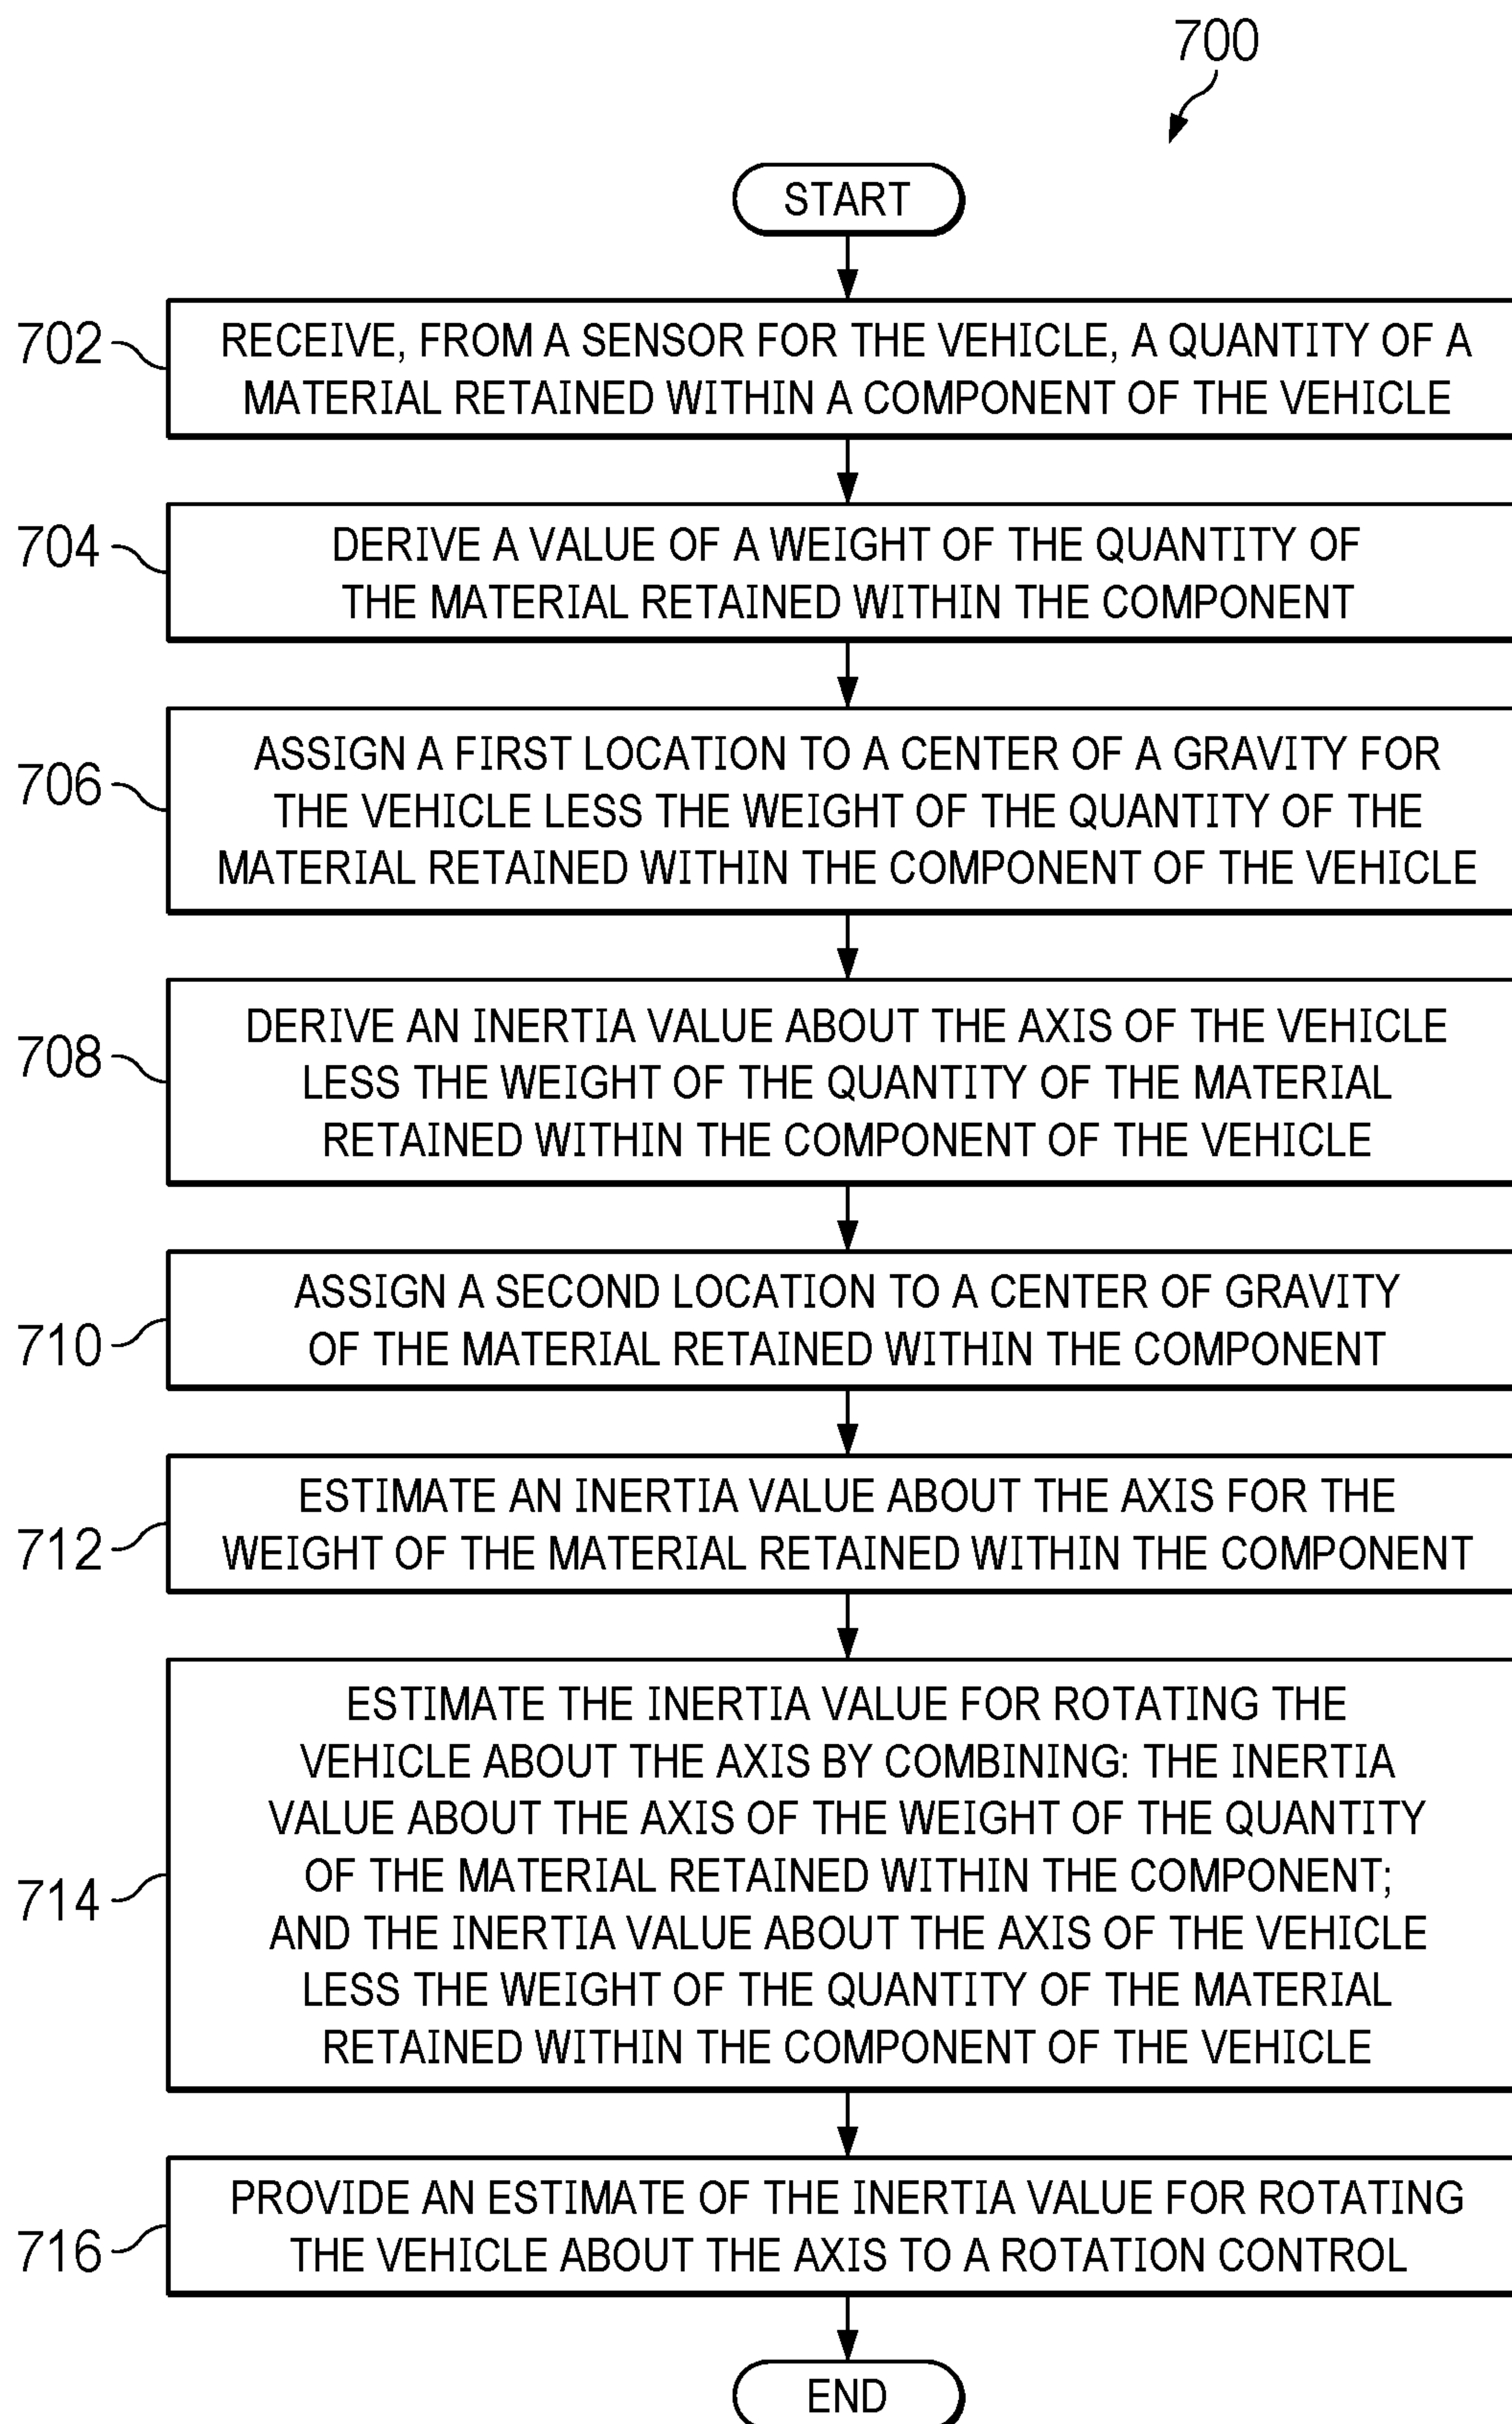 700
START
702
RECEIVE, FROM A SENSOR FOR THE VEHICLE, A QUANTITY OF A
MATERIAL RETAINED WITHIN A COMPONENT OF THE VEHICLE
704
DERIVE A VALUE OF A WEIGHT OF THE QUANTITY OF
THE MATERIAL RETAINED WITHIN THE COMPONENT
706
ASSIGN A FIRST LOCATION TO A CENTER OF A GRAVITY FOR
THE VEHICLE LESS THE WEIGHT OF THE QUANTITY OF THE
MATERIAL RETAINED WITHIN THE COMPONENT OF THE VEHICLE
708
DERIVE AN INERTIA VALUE ABOUT THE AXIS OF THE VEHICLE
LESS THE WEIGHT OF THE QUANTITY OF THE MATERIAL
RETAINED WITHIN THE COMPONENT OF THE VEHICLE
710
ASSIGN A SECOND LOCATION TO A CENTER OF GRAVITY
OF THE MATERIAL RETAINED WITHIN THE COMPONENT
712
ESTIMATE AN INERTIA VALUE ABOUT THE AXIS FOR THE
WEIGHT OF THE MATERIAL RETAINED WITHIN THE COMPONENT
714
ESTIMATE THE INERTIA VALUE FOR ROTATING THE
VEHICLE ABOUT THE AXIS BY COMBINING: THE INERTIA
VALUE ABOUT THE AXIS OF THE WEIGHT OF THE QUANTITY
OF THE MATERIAL RETAINED WITHIN THE COMPONENT;
AND THE INERTIA VALUE ABOUT THE AXIS OF THE VEHICLE
LESS THE WEIGHT OF THE QUANTITY OF THE MATERIAL
RETAINED WITHIN THE COMPONENT OF THE VEHICLE
716
PROVIDE AN ESTIMATE OF THE INERTIA VALUE FOR ROTATING
THE VEHICLE ABOUT THE AXIS TO A ROTATION CONTROL
END